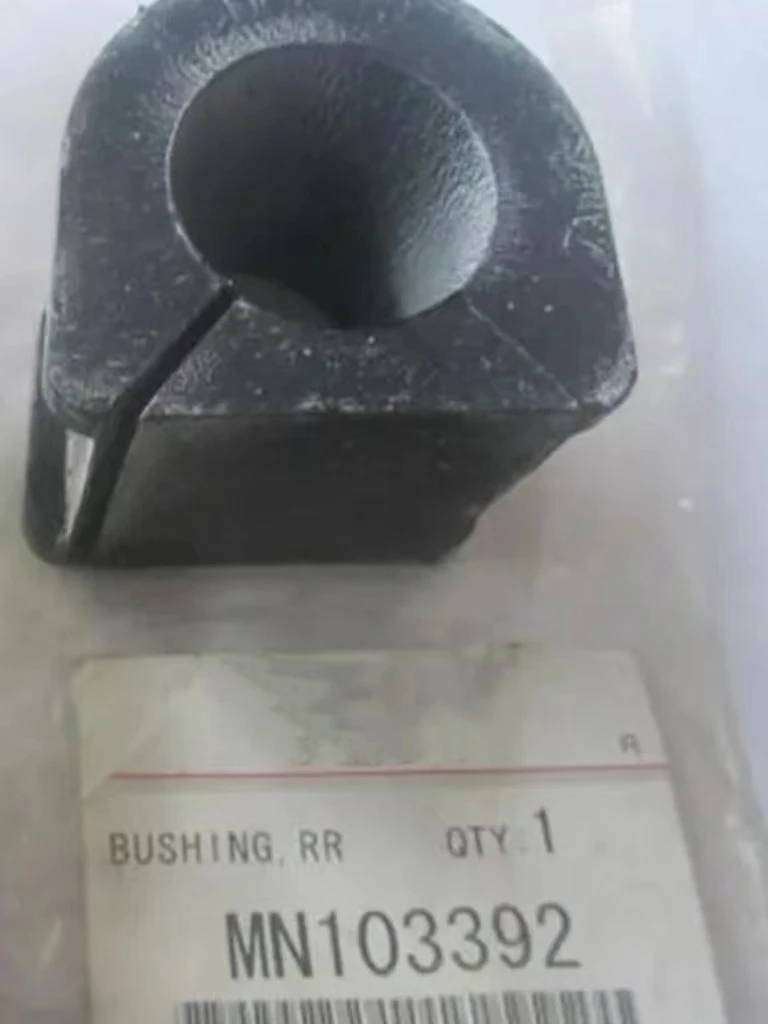 R
BUSHING, RR QTY. 1
MN103392